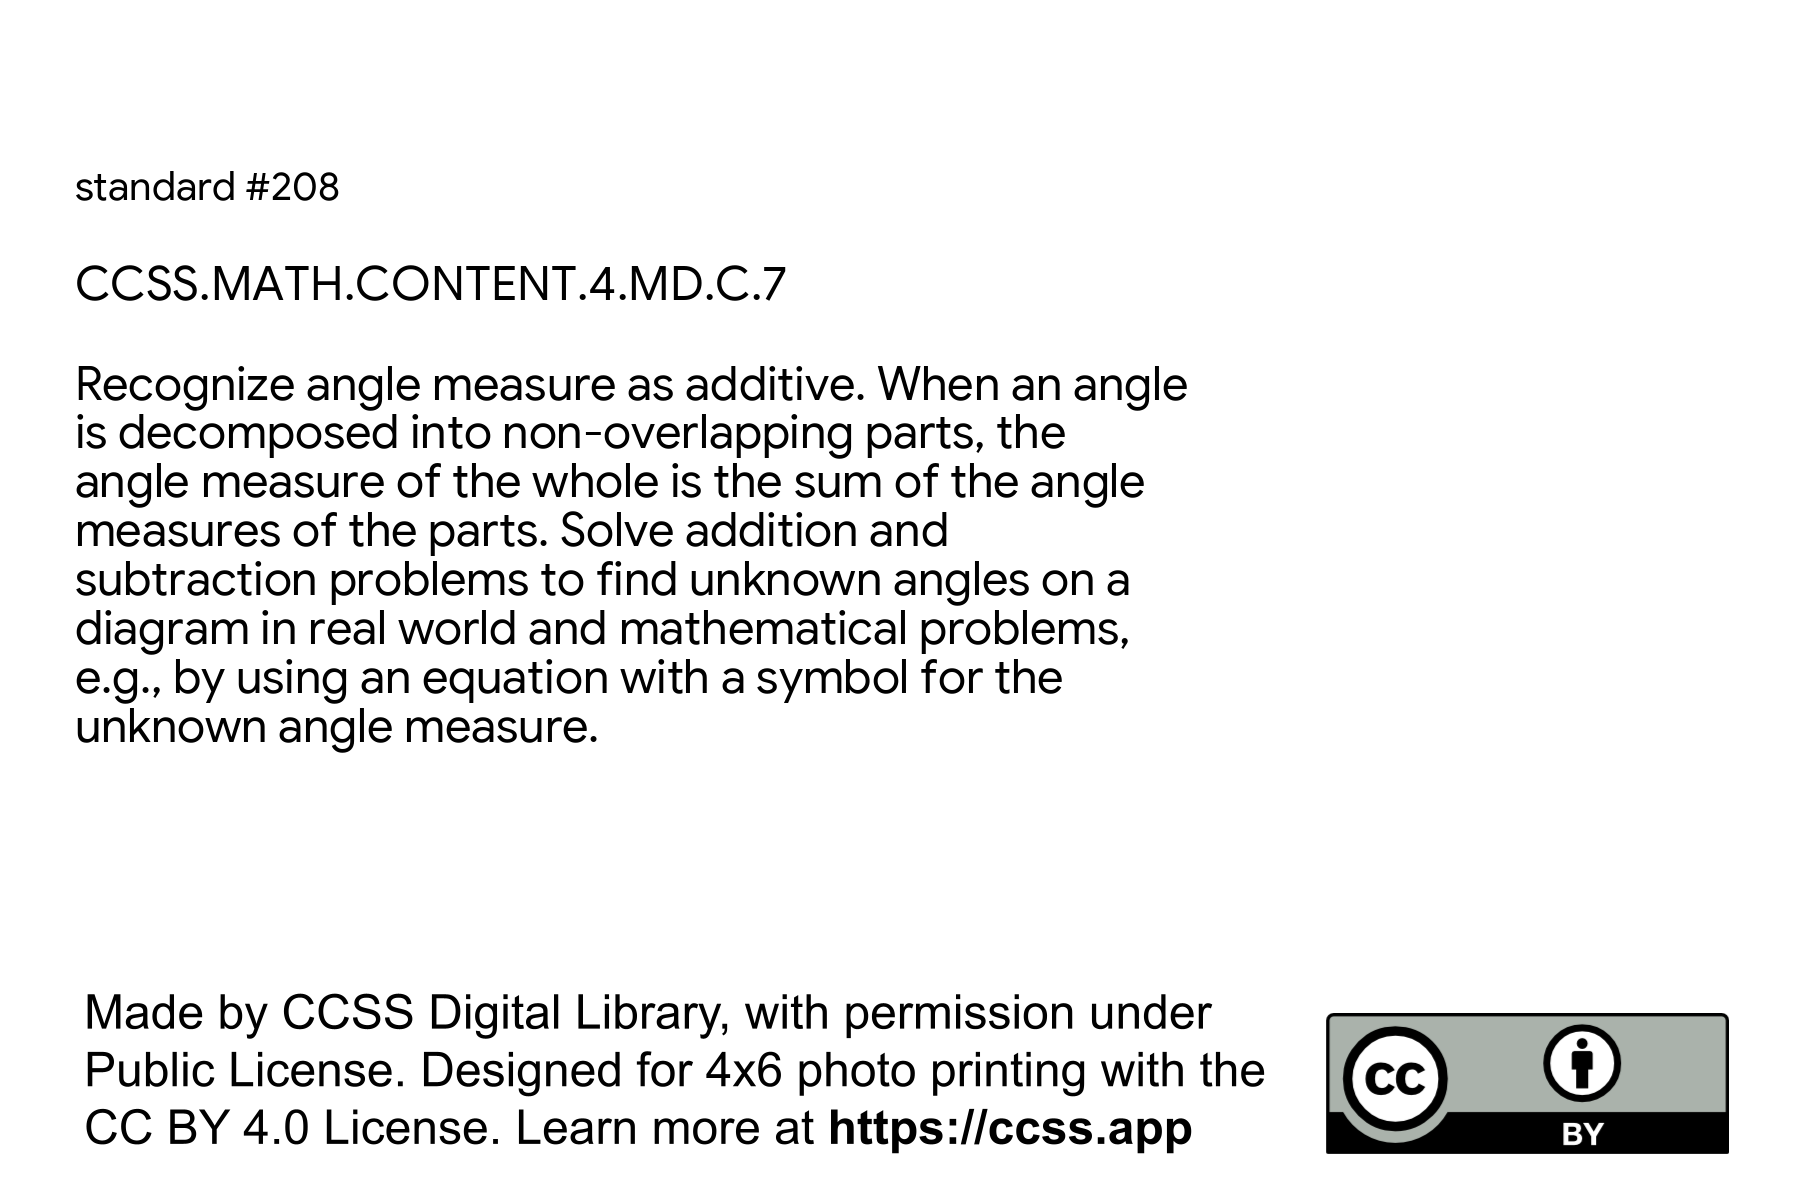 standard #208
CCSS.MATH.CONTENT.4.MD.C.7
Recognize angle measure as additive. When an angle
is decomposed into non-overlapping parts, the
angle measure of the whole is the sum of the angle
measures of the parts. Solve addition and
subtraction problems to find unknown angles on a
diagram in real world and mathematical problems,
e.g., by using an equation with a symbol for the
unknown angle measure.
Made by CCSS Digital Library, with permission under
Public License. Designed for 4x6 photo printing with the
CC BY 4.0 License. Learn more at https://ccss.app
CC
BY